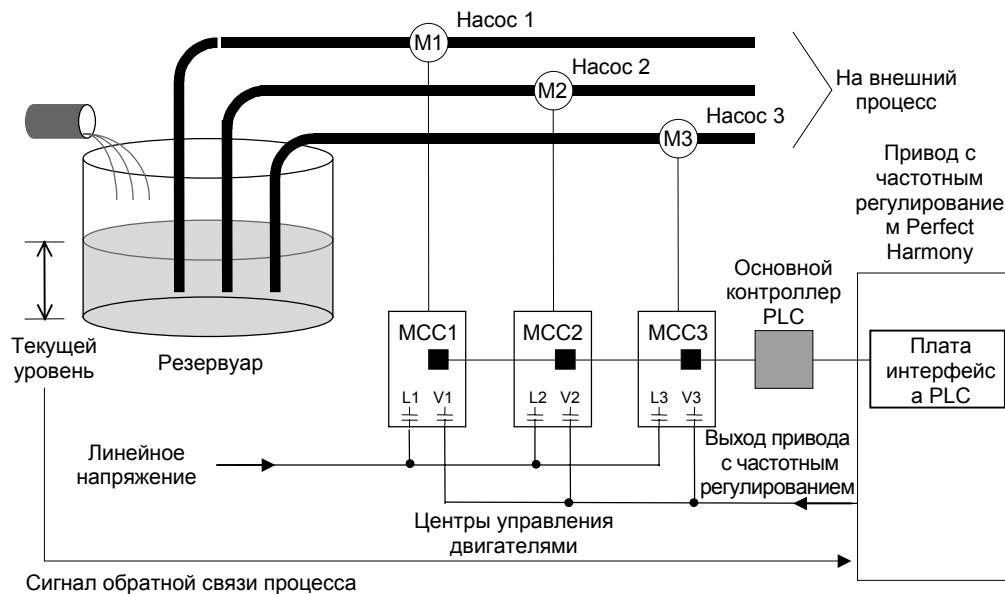 Насос 1
M1
Насос 2
M2
Насос 3
M3
На внешний
процесс
Привод с
частотным
регулирование
м Perfect
Harmony
Основной
контроллер
PLC
MCC1
MCC2
MCC3
Плата
интерфейс
а PLC
Текущей
уровень
Резервуар
L1
V1
L2
V2
L3
V3
Линейное
напряжение
Выход привода
с частотным
регулированием
Центры управления
двигателями
Сигнал обратной связи процесса